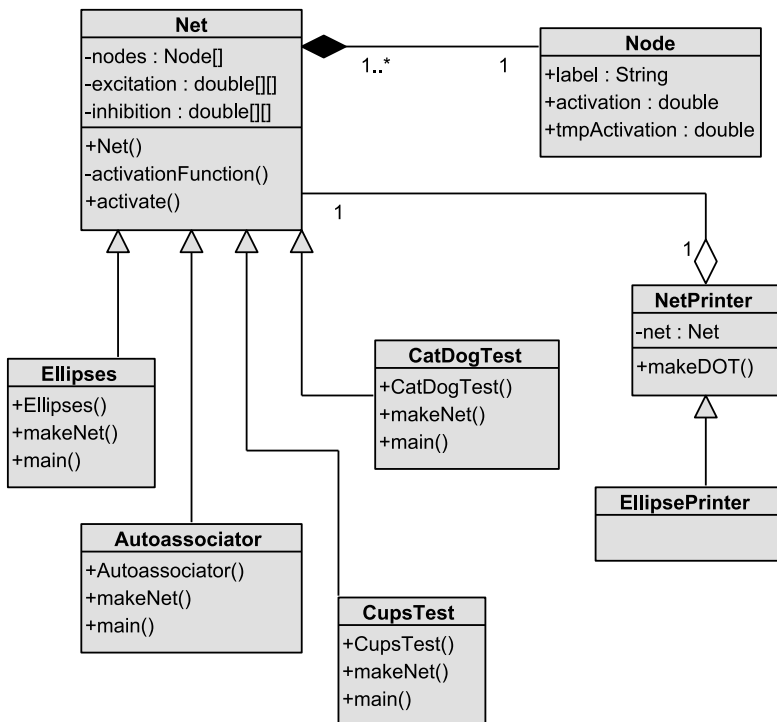 Net
-nodes : Node[]
-excitation : double[][]
-inhibition : double[][]
+Net()
-activationFunction()
+activate()
1..*
1
Node
+label : String
+activation : double
+tmpActivation : double
1
1
NetPrinter
-net : Net
+makeDOT()
Ellipses
+Ellipses()
+makeNet()
+main()
CatDogTest
+CatDogTest()
+makeNet()
+main()
EllipsePrinter
Autoassociator
+Autoassociator()
+makeNet()
+main()
CupsTest
+CupsTest()
+makeNet()
+main()